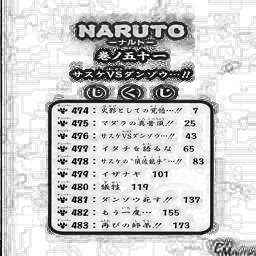 NARUTO
―ナルト―
巻ノ五十一
サスケVSダンゾウ…!!
もくじ
474：火影としての覚悟…!! 7
475：マダラの真骨頂!! 25
476：サスケVSダンゾウ…!! 43
477：イタチを語るな 65
478：サスケの“須佐能乎”…!! 83
479：イザナギ 101
480：犠牲 119
481：ダンゾウ死す!! 137
482：もう一度… 155
483：再びの師弟!! 173